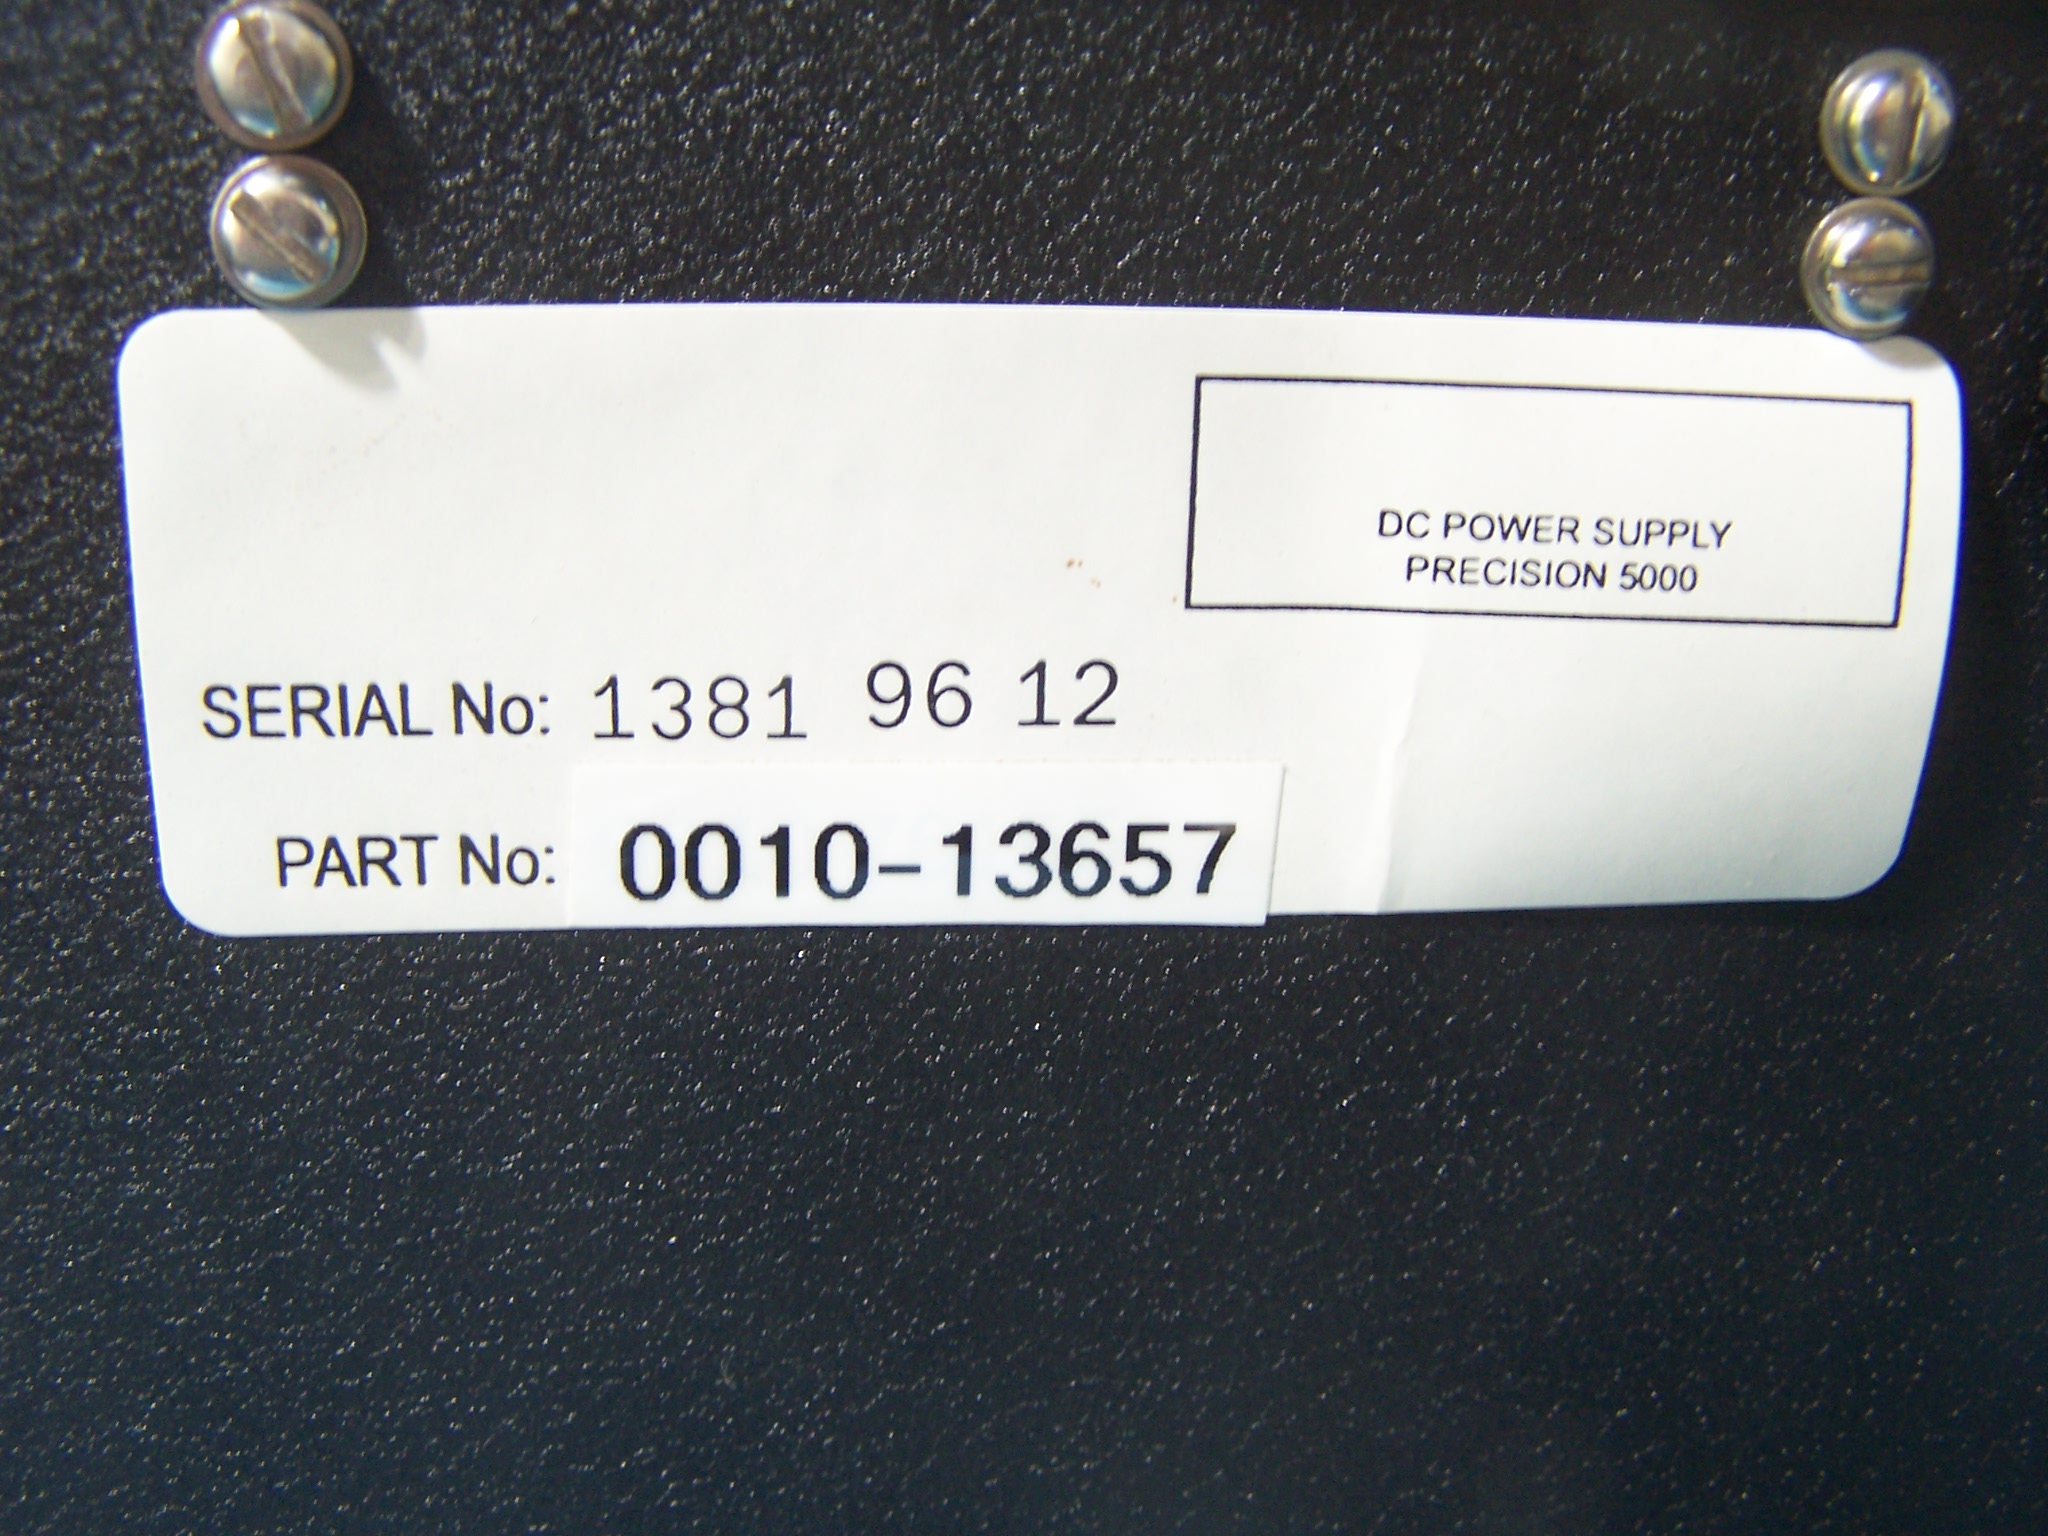 DC POWER SUPPLY
PRECISION 5000
SERIAL No: 1381 96 12
PART No: 0010-13657